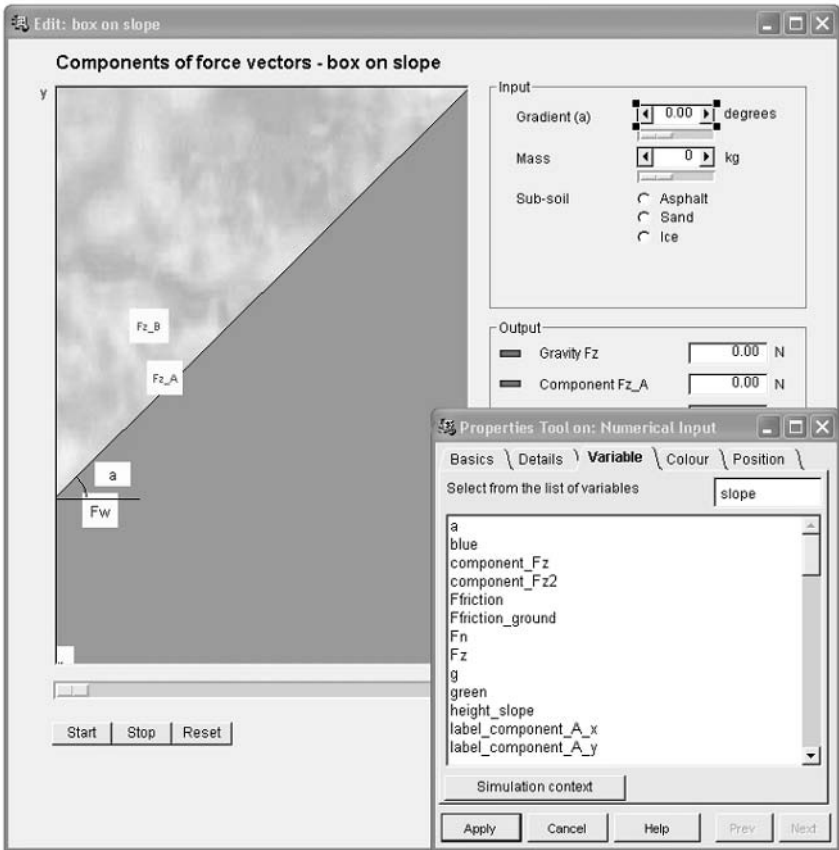 Edit: box on slope
Components of force vectors - box on slope
y
Input
Gradient (a) 0.00 degrees
Mass 0 kg
Sub-soil Asphalt
Sand
Ice
Fz_B
Fz_A
a
Fw
Output
Gravity Fz 0.00 N
Component Fz_A 0.00 N
Start Stop Reset
Properties Tool on: Numerical Input
Basics Details Variable Colour Position
Select from the list of variables slope
a
blue
component_Fz
component_Fz2
Ffriction
Ffriction_ground
Fn
Fz
g
green
height_slope
label_component_A_x
label_component_A_y
Simulation context
Apply Cancel Help Prev Next